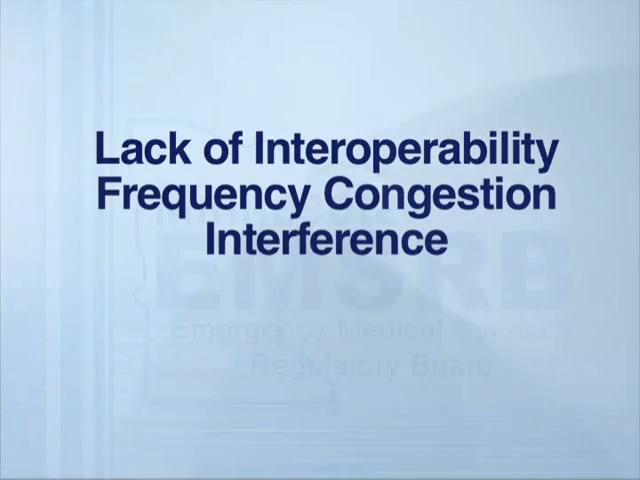 Lack of Interoperability
Frequency Congestion
Interference
EMSRB
Emergency Medical Services
Regulatory Board